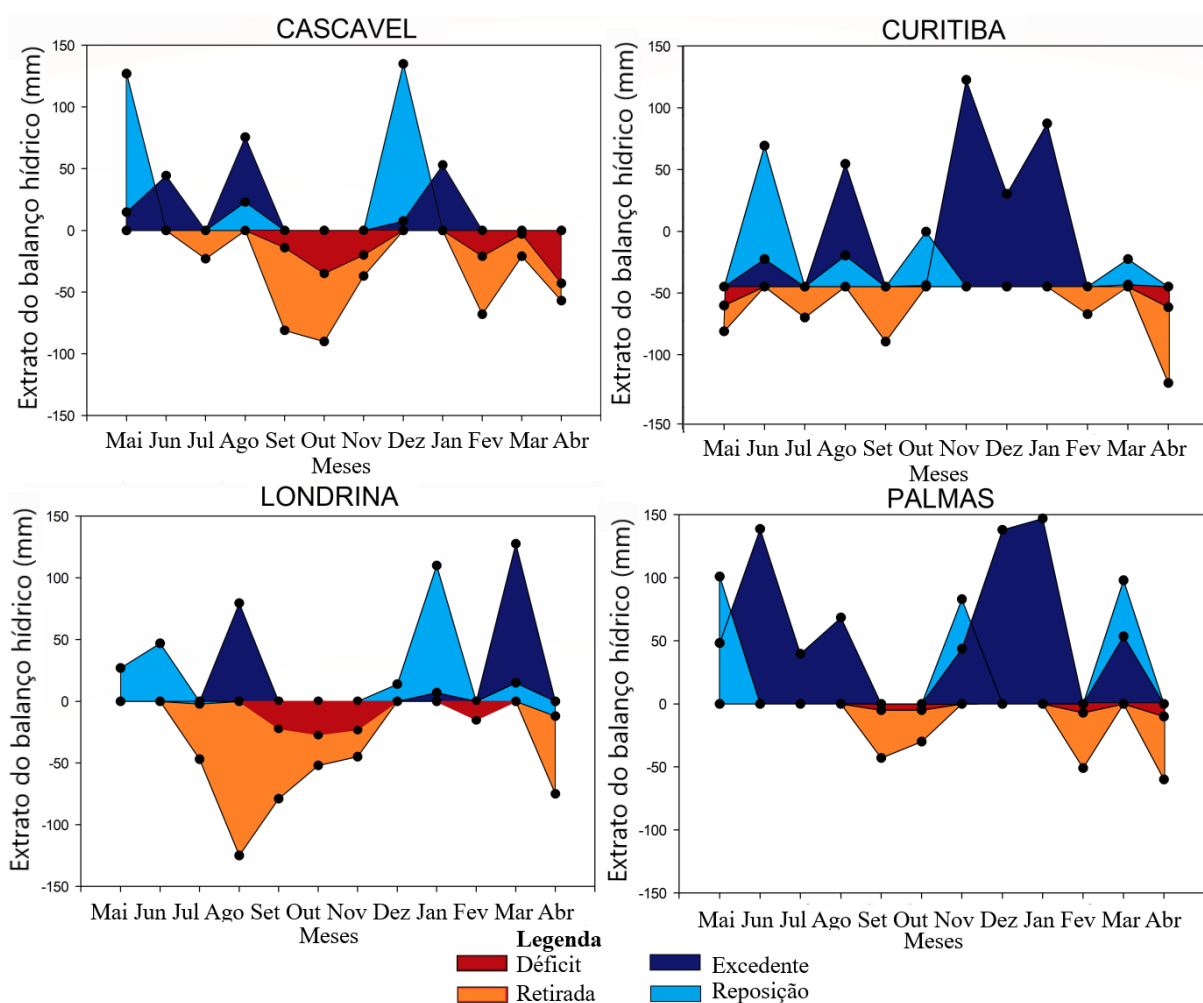 CASCAVEL
Extrato do balanço hídrico (mm)
150
100
50
0
-50
-100
-150
Mai Jun Jul Ago Set Out Nov Dez Jan Fev Mar Abr
Meses
CURITIBA
Extrato do balanço hídrico (mm)
150
100
50
0
-50
-100
-150
Mai Jun Jul Ago Set Out Nov Dez Jan Fev Mar Abr
Meses
LONDRINA
Extrato do balanço hídrico (mm)
150
100
50
0
-50
-100
-150
Mai Jun Jul Ago Set Out Nov Dez Jan Fev Mar Abr
Meses
PALMAS
Extrato do balanço hídrico (mm)
150
100
50
0
-50
-100
-150
Mai Jun Jul Ago Set Out Nov Dez Jan Fev Mar Abr
Meses
Legenda
Déficit
Excedente
Retirada
Reposição